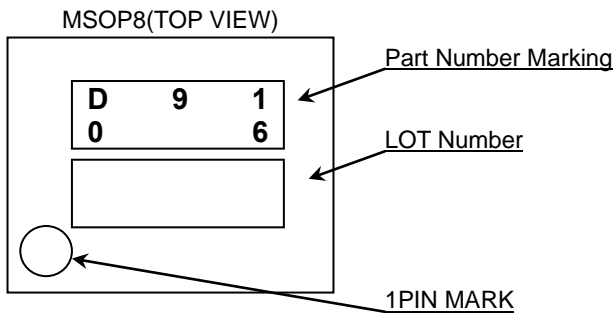 MSOP8(TOP VIEW)
Part Number Marking
D 9 1
0 6
LOT Number
1PIN MARK